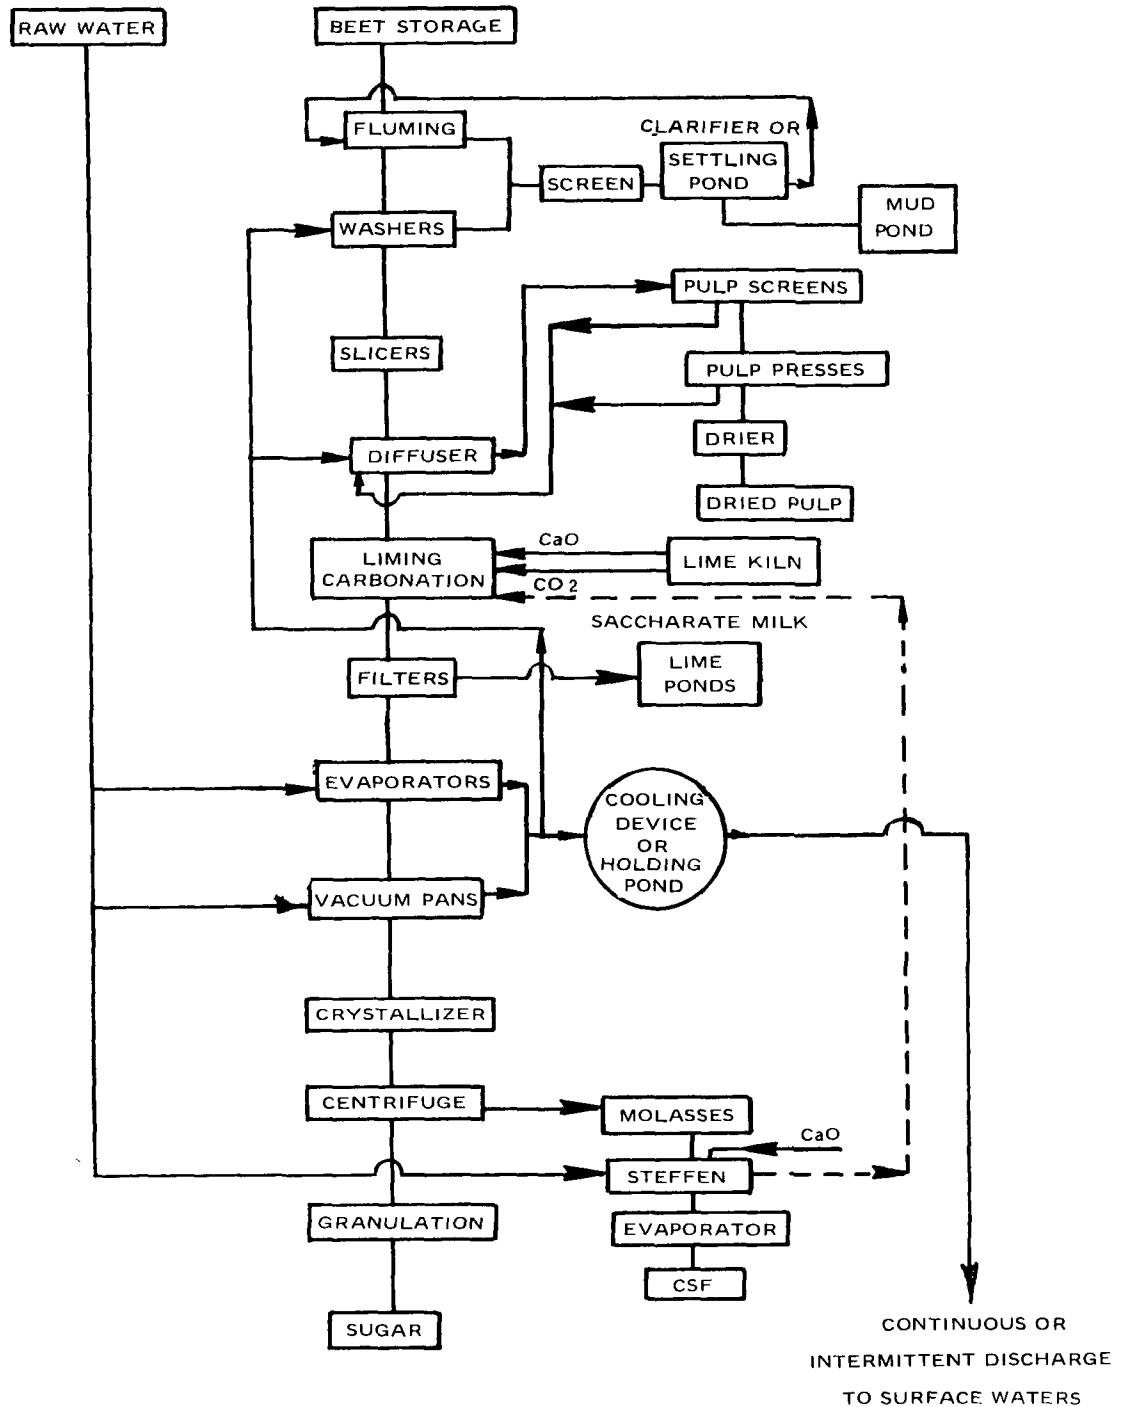 RAW WATER
BEET STORAGE
FLUMING
CLARIFIER OR
SETTLING
POND
SCREEN
MUD
POND
WASHERS
PULP SCREENS
SLICERS
PULP PRESSES
DRIER
DIFFUSER
DRIED PULP
CaO
LIMING
CARBONATION
LIME KILN
CO2
SACCHARATE MILK
FILTERS
LIME
PONDS
EVAPORATORS
COOLING
DEVICE
OR
HOLDING
POND
VACUUM PANS
CRYSTALLIZER
CENTRIFUGE
MOLASSES
CaO
STEFFEN
GRANULATION
EVAPORATOR
CSF
SUGAR
CONTINUOUS OR
INTERMITTENT DISCHARGE
TO SURFACE WATERS